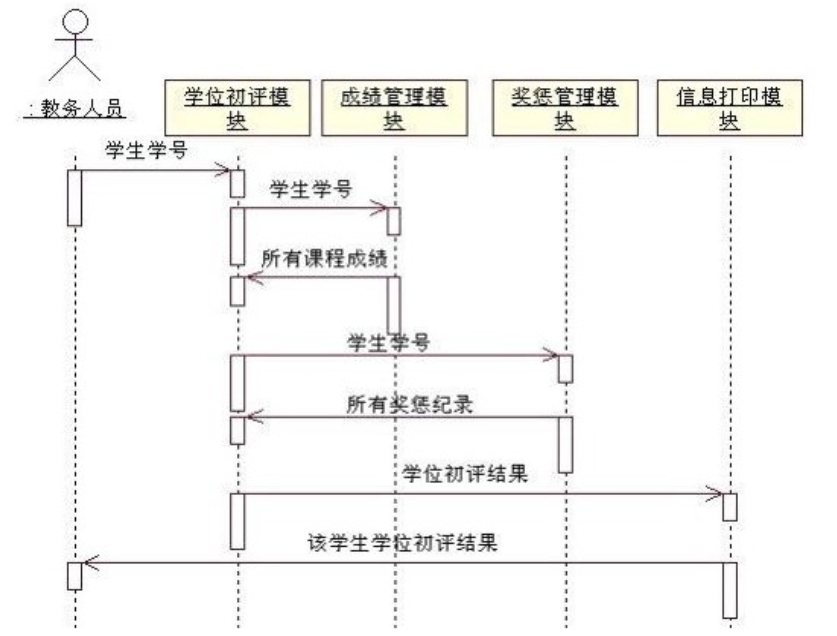 : 教务人员
学位初评模
块
成绩管理模
块
奖惩管理模
块
信息打印模
块
学生学号
学生学号
所有课程成绩
学生学号
所有奖惩纪录
学位初评结果
该学生学位初评结果